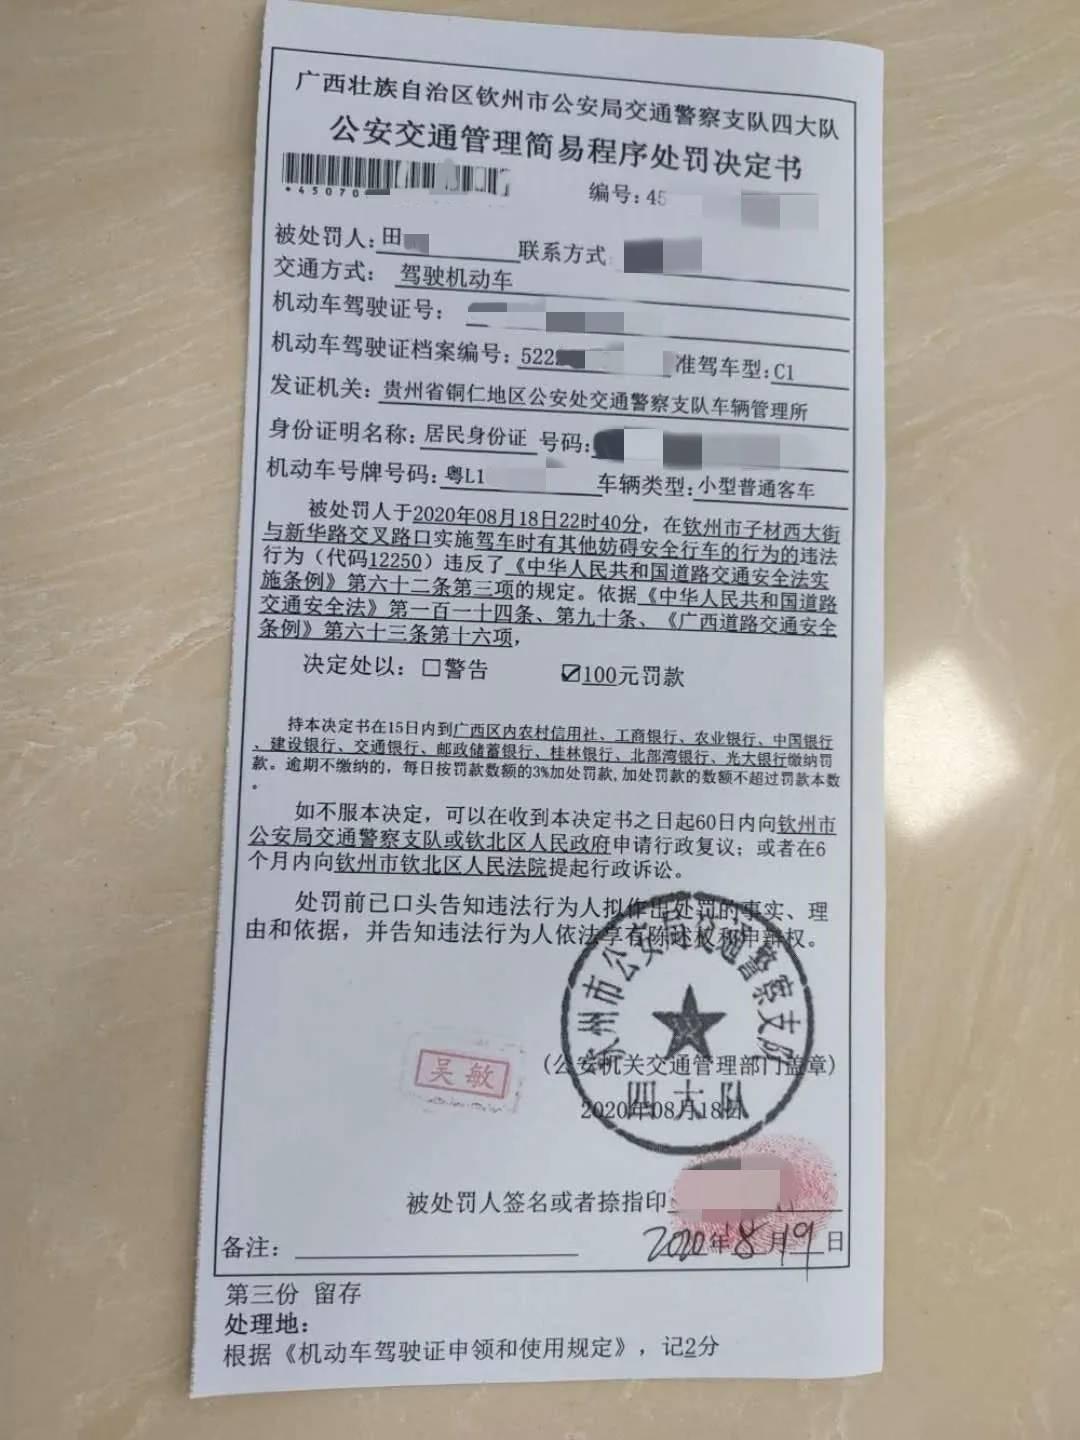 广西壮族自治区钦州市公安局交通警察支队四大队
公安交通管理简易程序处罚决定书
*45070
编号:45
被处罚人:田
联系方式
交通方式: 驾驶机动车
机动车驾驶证号:
机动车驾驶证档案编号:522 准驾车型:C1
发证机关:贵州省铜仁地区公安处交通警察支队车辆管理所
身份证明名称:居民身份证 号码:
机动车号牌号码:粤L1 车辆类型:小型普通客车
被处罚人于2020年08月18日22时40分，在钦州市子材西大街
与新华路交叉路口实施驾车时有其他妨碍安全行车的行为的违法
行为（代码12250）违反了《中华人民共和国道路交通安全法实
施条例》第六十二条第三项的规定。依据《中华人民共和国道路
交通安全法》第一百一十四条、第九十条、《广西道路交通安全
条例》第六十三条第十六项，
决定处以：☐警告 ☑100元罚款
持本决定书在15日内到广西区内农村信用社、工商银行、农业银行、中国银行
、建设银行、交通银行、邮政储蓄银行、桂林银行、北部湾银行、光大银行缴纳罚
款。逾期不缴纳的，每日按罚款数额的3%加处罚款,加处罚款的数额不超过罚款本数
。
如不服本决定，可以在收到本决定书之日起60日内向钦州市
公安局交通警察支队或钦北区人民政府申请行政复议；或者在6
个月内向钦州市钦北区人民法院提起行政诉讼。
处罚前已口头告知违法行为人拟作出处罚的事实、理
由和依据，并告知违法行为人依法享有陈述权和申辩权。
钦州市公安局交通警察支队
四大队
吴敏
(公安机关交通管理部门盖章)
2020年08月18日
被处罚人签名或者捺指印
2020年8月19日
备注：
第三份 留存
处理地：
根据《机动车驾驶证申领和使用规定》，记2分